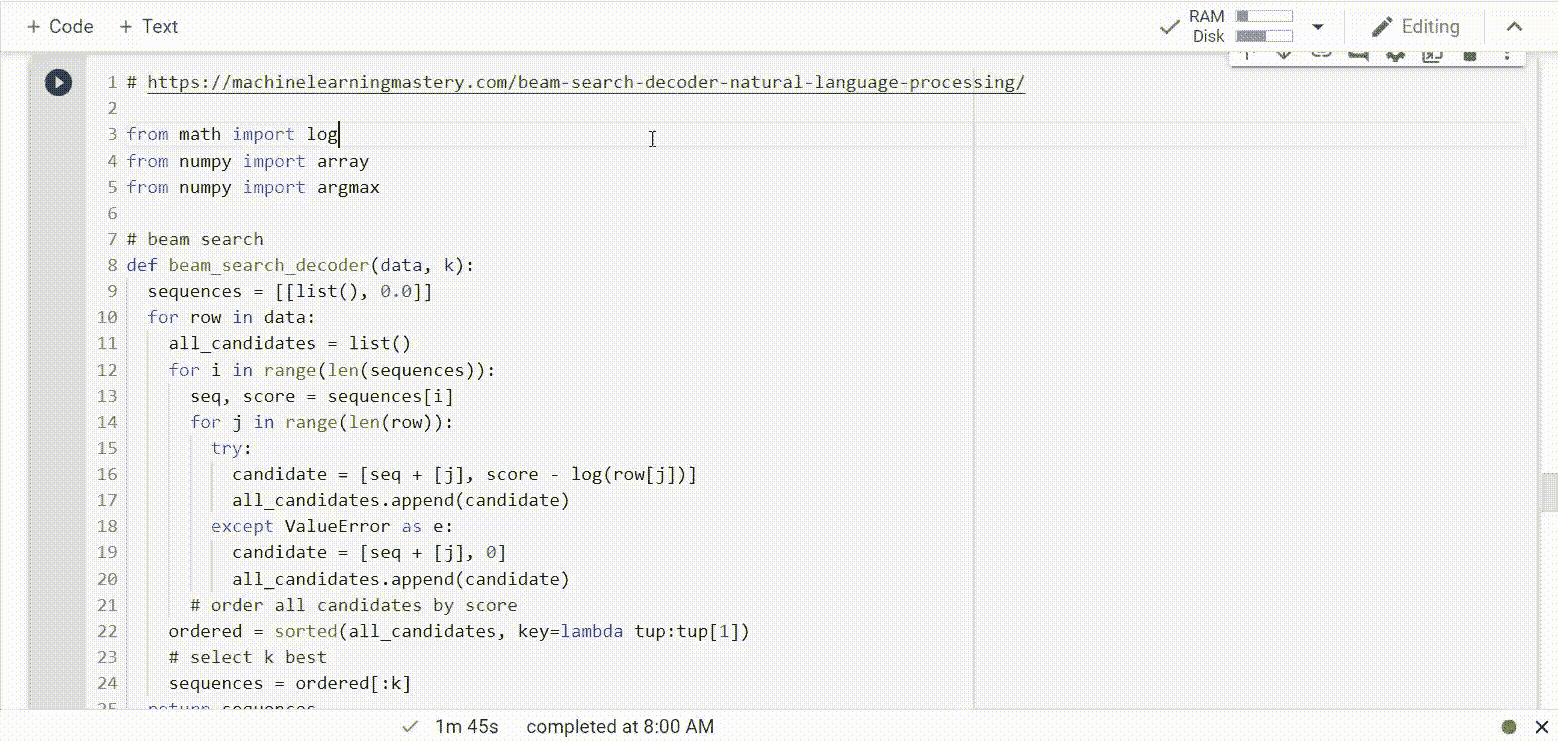 + Code + Text
RAM
Disk
Editing
1 # https://machinelearningmastery.com/beam-search-decoder-natural-language-processing/
2
3 from math import log
4 from numpy import array
5 from numpy import argmax
6
7 # beam search
8 def beam_search_decoder(data, k):
9   sequences = [[list(), 0.0]]
10   for row in data:
11     all_candidates = list()
12     for i in range(len(sequences)):
13       seq, score = sequences[i]
14       for j in range(len(row)):
15         try:
16           candidate = [seq + [j], score - log(row[j])]
17           all_candidates.append(candidate)
18         except ValueError as e:
19           candidate = [seq + [j], 0]
20           all_candidates.append(candidate)
21       # order all candidates by score
22     ordered = sorted(all_candidates, key=lambda tup:tup[1])
23     # select k best
24     sequences = ordered[:k]
25   return sequences
1m 45s completed at 8:00 AM